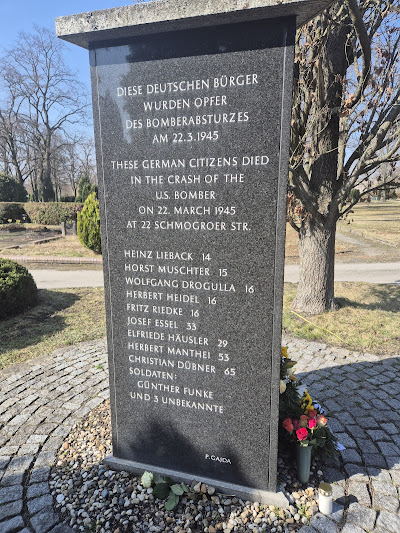 DIESE DEUTSCHEN BÜRGER
WURDEN OPFER
DES BOMBERABSTURZES
AM 22.3.1945
THESE GERMAN CITIZENS DIED
IN THE CRASH OF THE
U.S. BOMBER
ON 22. MARCH 1945
AT 22 SCHMOGROER STR.
HEINZ LIEBACK 14
HORST MUSCHTER 15
WOLFGANG DROGULLA 16
HERBERT HEIDEL 16
FRITZ RIEDKE 16
JOSEF ESSEL 33
ELFRIEDE HÄUSLER 29
HERBERT MANTHEI 53
CHRISTIAN DÜBNER 65
SOLDATEN:
GÜNTHER FUNKE
UND 3 UNBEKANNTE
P. GAJDA